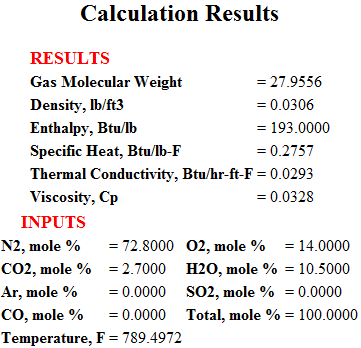 Calculation Results
RESULTS
Gas Molecular Weight = 27.9556
Density, lb/ft3 = 0.0306
Enthalpy, Btu/lb = 193.0000
Specific Heat, Btu/lb-F = 0.2757
Thermal Conductivity, Btu/hr-ft-F = 0.0293
Viscosity, Cp = 0.0328
INPUTS
N2, mole % = 72.8000 O2, mole % = 14.0000
CO2, mole % = 2.7000 H2O, mole % = 10.5000
Ar, mole % = 0.0000 SO2, mole % = 0.0000
CO, mole % = 0.0000 Total, mole % = 100.0000
Temperature, F = 789.4972